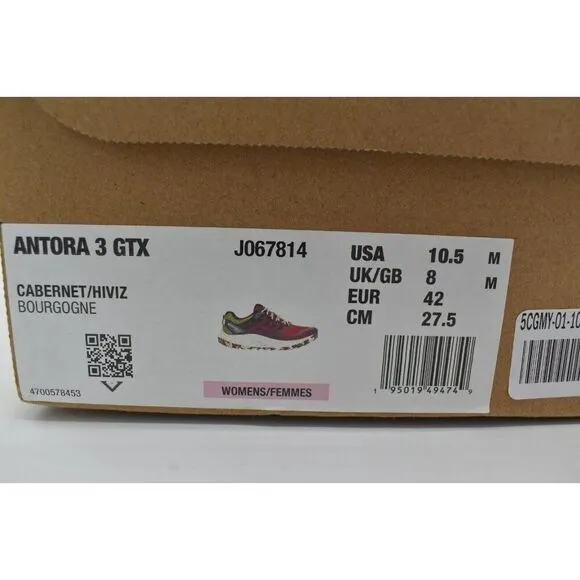 ANTORA 3 GTX J067814
CABERNET/HIVIZ
BOURGOGNE
4700578453
WOMENS/FEMMES
USA 10.5 M
UK/GB 8 M
EUR 42
CM 27.5
1 95019 49474 9
5CGMY-01-1C